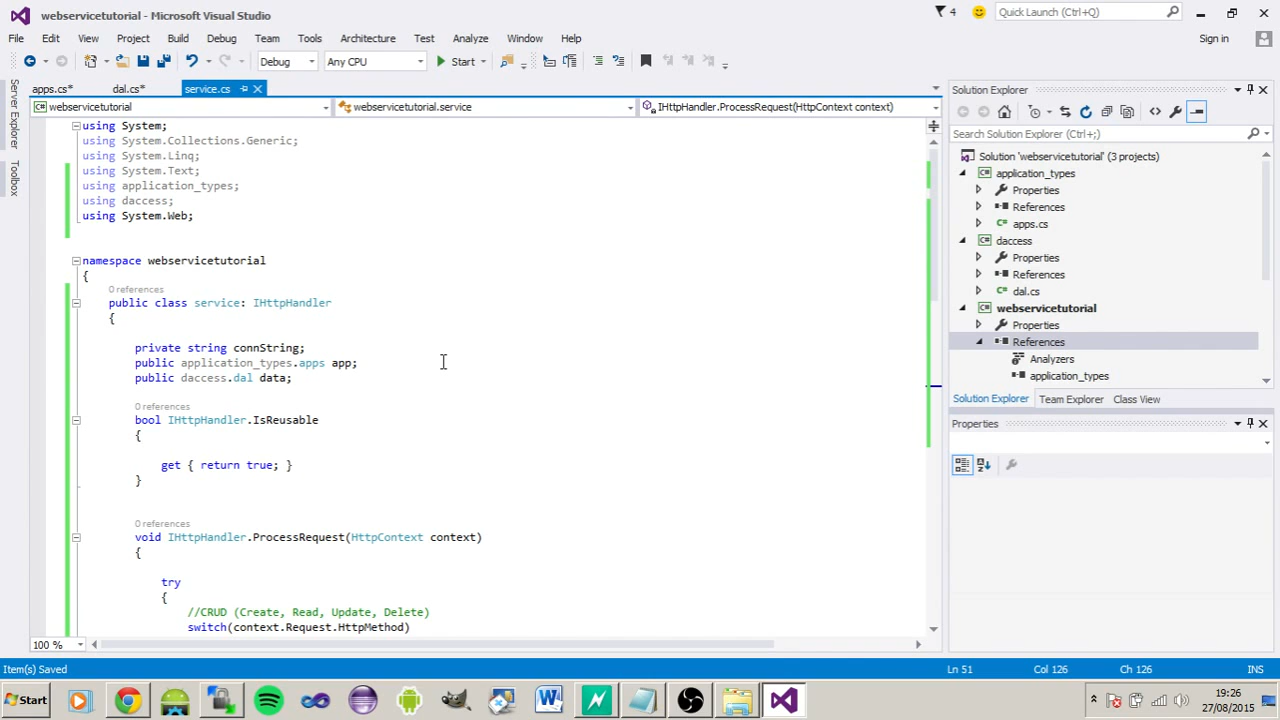 webservicetutorial - Microsoft Visual Studio
4
Quick Launch (Ctrl+Q)
File Edit View Project Build Debug Team Tools Architecture Test Analyze Window Help
Sign in
Debug Any CPU Start
Server Explorer
Toolbox
apps.cs* dal.cs* service.cs
webservicetutorial webservicetutorial.service IHttpHandler.ProcessRequest(HttpContext context)
using System;
using System.Collections.Generic;
using System.Linq;
using System.Text;
using application_types;
using daccess;
using System.Web;
namespace webservicetutorial
{
0 references
public class service: IHttpHandler
{
private string connString;
public application_types.apps app;
public daccess.dal data;
0 references
bool IHttpHandler.IsReusable
{
get { return true; }
}
0 references
void IHttpHandler.ProcessRequest(HttpContext context)
{
try
{
//CRUD (Create, Read, Update, Delete)
switch(context.Request.HttpMethod)
100 %
Solution Explorer
Search Solution Explorer (Ctrl+;)
Solution 'webservicetutorial' (3 projects)
application_types
Properties
References
apps.cs
daccess
Properties
References
dal.cs
webservicetutorial
Properties
References
Analyzers
application_types
Solution Explorer Team Explorer Class View
Properties
Item(s) Saved
Ln 51 Col 126 Ch 126 INS
Start
19:26
27/08/2015